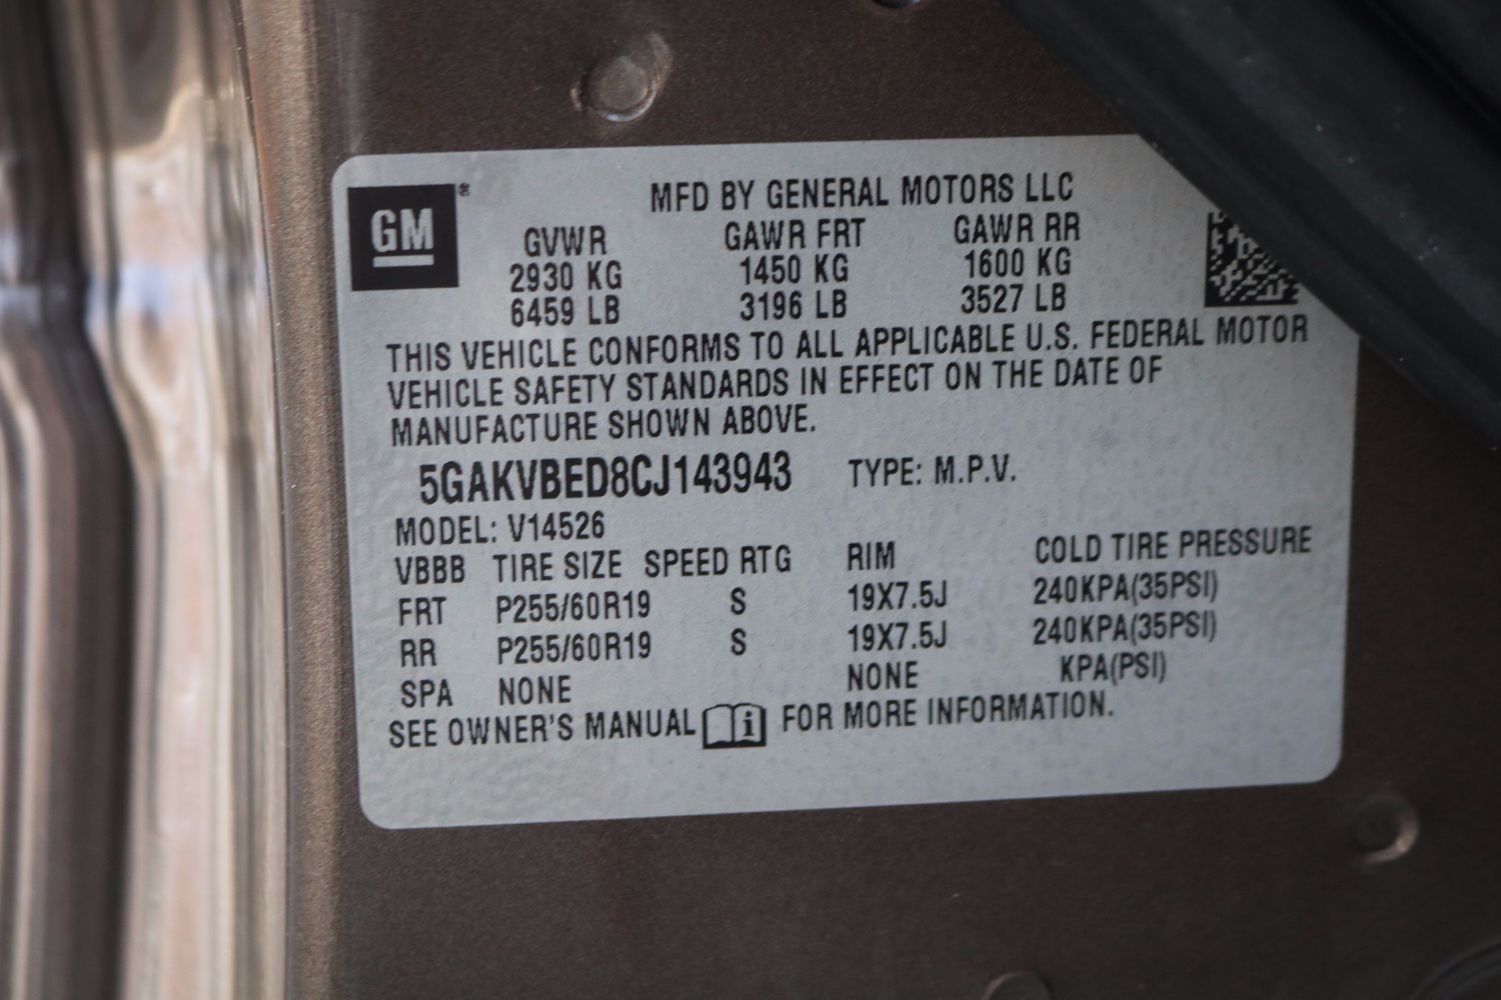 GM
MFD BY GENERAL MOTORS LLC
GVWR GAWR FRT GAWR RR
2930 KG 1450 KG 1600 KG
6459 LB 3196 LB 3527 LB
THIS VEHICLE CONFORMS TO ALL APPLICABLE U.S. FEDERAL MOTOR
VEHICLE SAFETY STANDARDS IN EFFECT ON THE DATE OF
MANUFACTURE SHOWN ABOVE.
5GAKVBED8CJ143943 TYPE: M.P.V.
MODEL: V14526
VBBB TIRE SIZE SPEED RTG RIM COLD TIRE PRESSURE
FRT P255/60R19 S 19X7.5J 240KPA(35PSI)
RR P255/60R19 S 19X7.5J 240KPA(35PSI)
SPA NONE NONE KPA(PSI)
SEE OWNER'S MANUAL i FOR MORE INFORMATION.